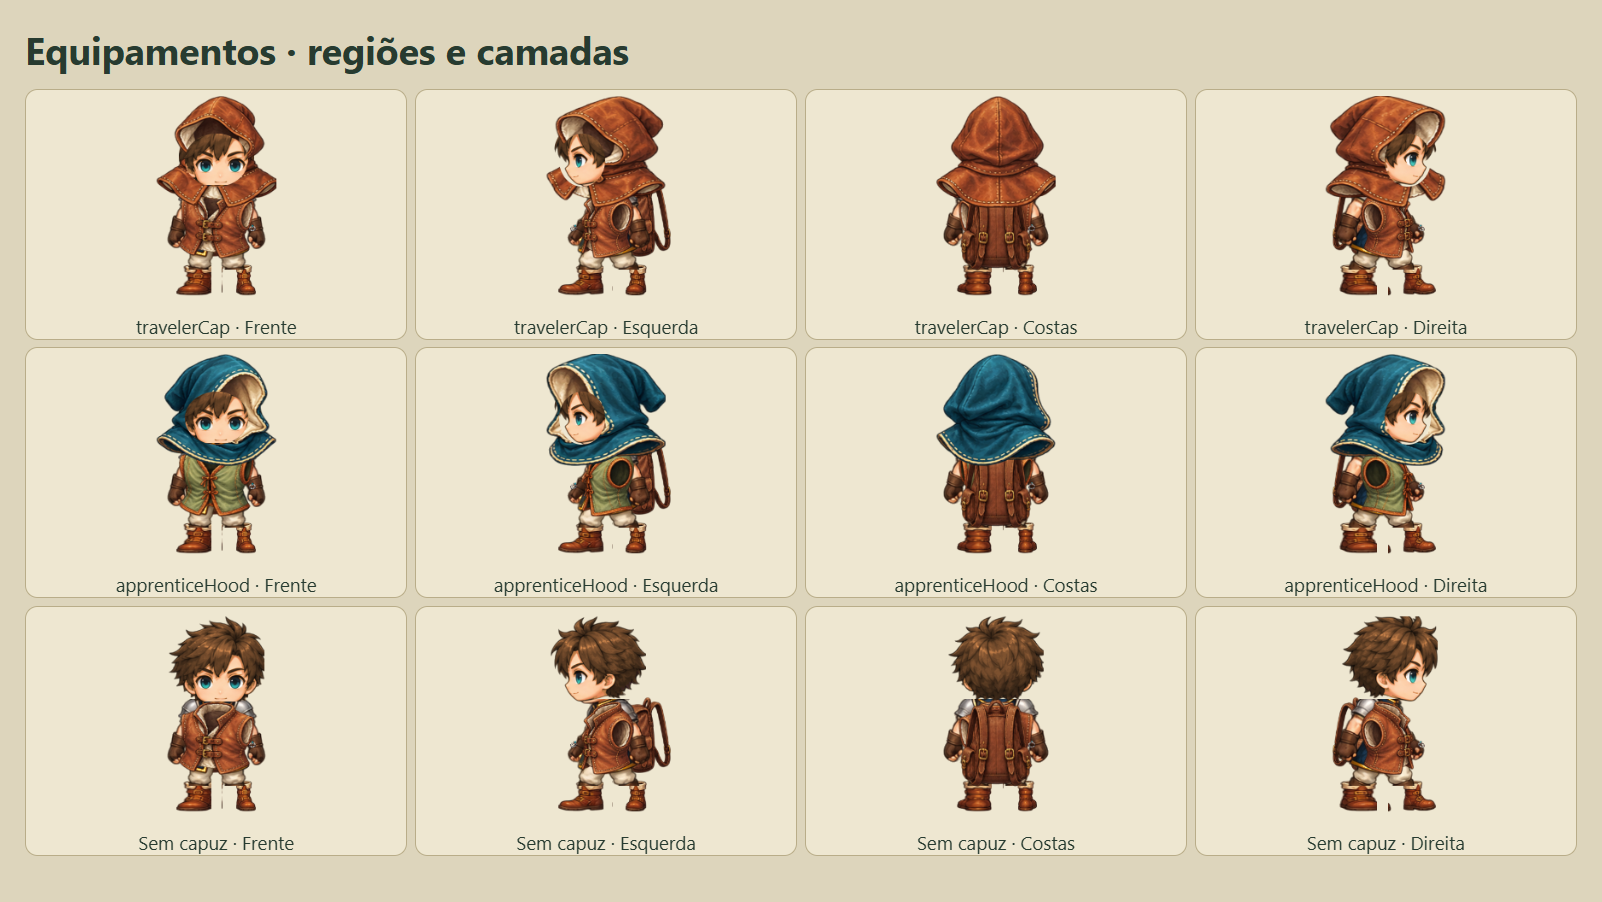 Equipamentos · regiões e camadas
travelerCap · Frente
travelerCap · Esquerda
travelerCap · Costas
travelerCap · Direita
apprenticeHood · Frente
apprenticeHood · Esquerda
apprenticeHood · Costas
apprenticeHood · Direita
Sem capuz · Frente
Sem capuz · Esquerda
Sem capuz · Costas
Sem capuz · Direita